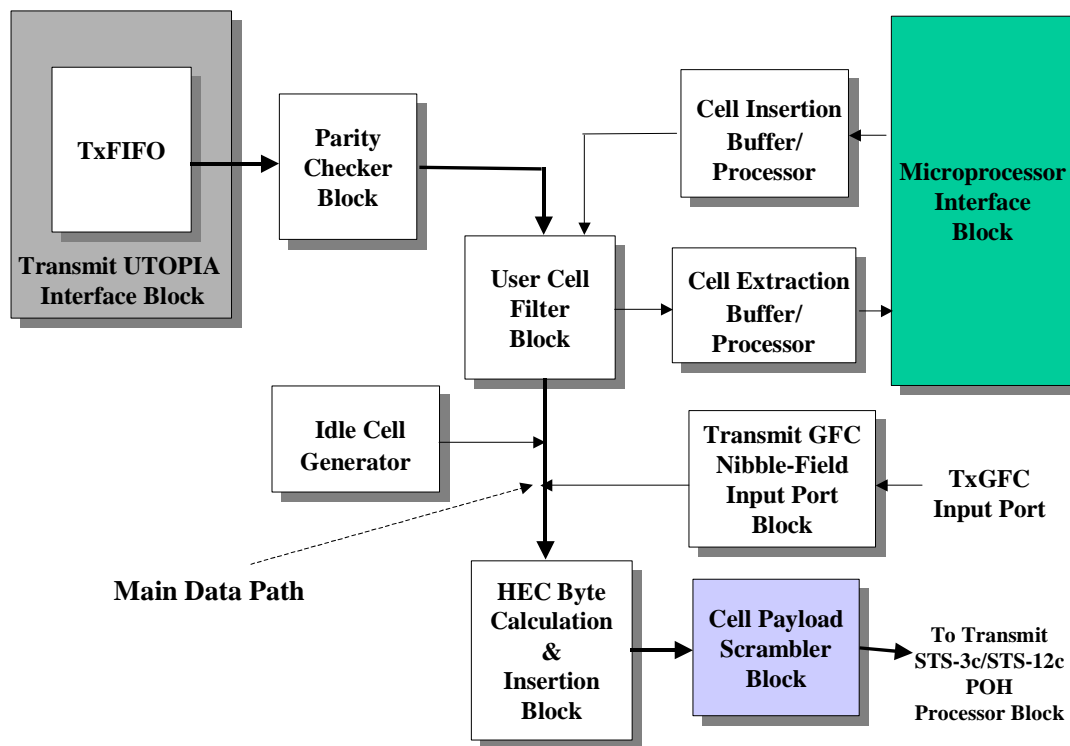 TxFIFO
Transmit UTOPIA
Interface Block
Parity
Checker
Block
Cell Insertion
Buffer/
Processor
Microprocessor
Interface
Block
User Cell
Filter
Block
Cell Extraction
Buffer/
Processor
Idle Cell
Generator
Transmit GFC
Nibble-Field
Input Port
Block
TxGFC
Input Port
Main Data Path
HEC Byte
Calculation
&
Insertion
Block
Cell Payload
Scrambler
Block
To Transmit
STS-3c/STS-12c
POH
Processor Block